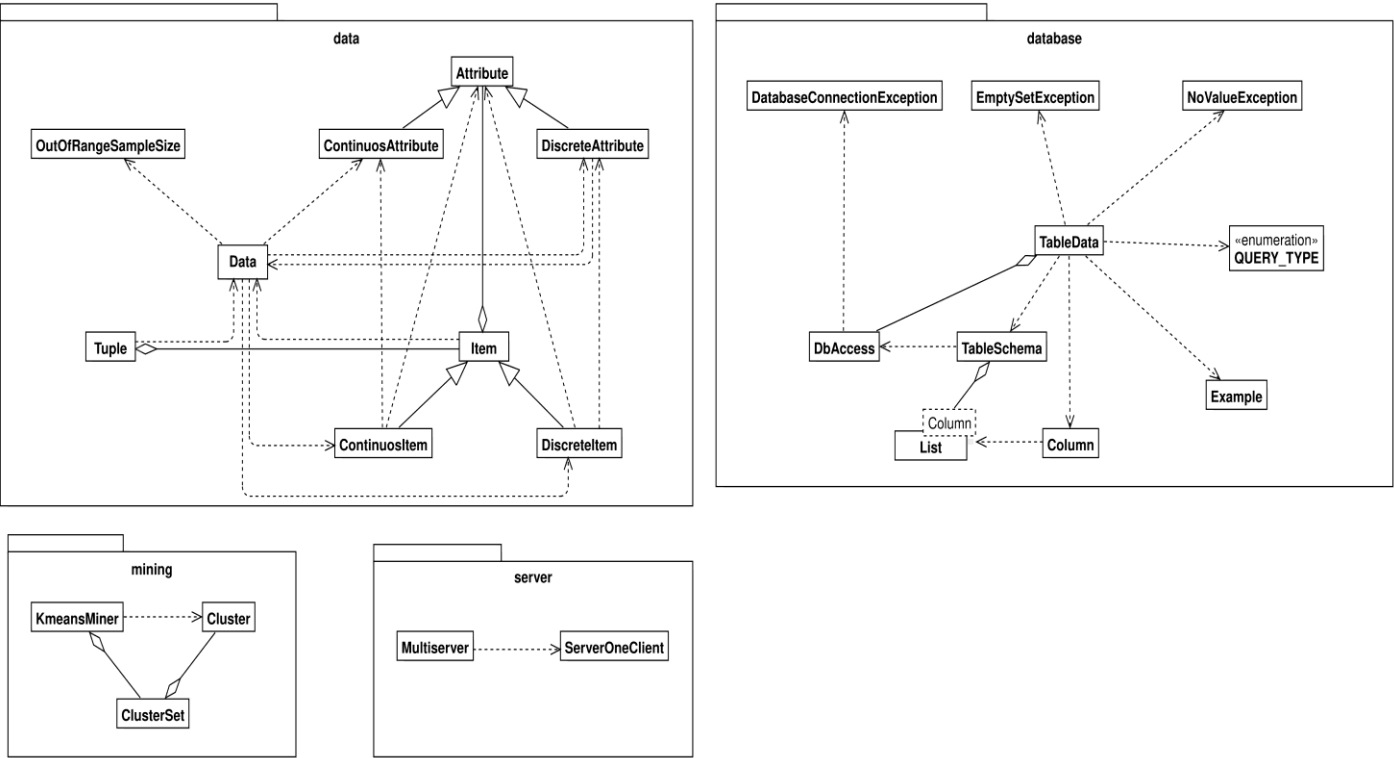 data
Attribute
OutOfRangeSampleSize
ContinuosAttribute
DiscreteAttribute
Data
Tuple
Item
ContinuosItem
DiscreteItem
database
DatabaseConnectionException
EmptySetException
NoValueException
TableData
«enumeration»
QUERY_TYPE
DbAccess
TableSchema
Example
Column
List
Column
mining
KmeansMiner
Cluster
ClusterSet
server
Multiserver
ServerOneClient